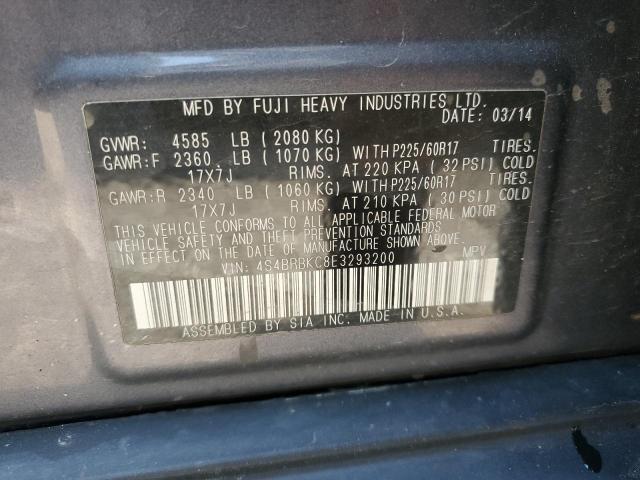 MFD BY FUJI HEAVY INDUSTRIES LTD.
DATE: 03/14
GVWR: 4585 LB (2080 KG)
GAWR:F 2360 LB (1070 KG) WITH P225/60R17 TIRES.
17X7J RIMS. AT 220 KPA (32 PSI) COLD
GAWR:R 2340 LB (1060 KG) WITH P225/60R17 TIRES.
17X7J RIMS. AT 210 KPA (30 PSI) COLD
THIS VEHICLE CONFORMS TO ALL APPLICABLE FEDERAL MOTOR
VEHICLE SAFETY AND THEFT PREVENTION STANDARDS
IN EFFECT ON THE DATE OF MANUFACTURE SHOWN ABOVE.
VIN: 4S4BRBKC8E3293200 MPV
ASSEMBLED BY SIA INC. MADE IN U.S.A.